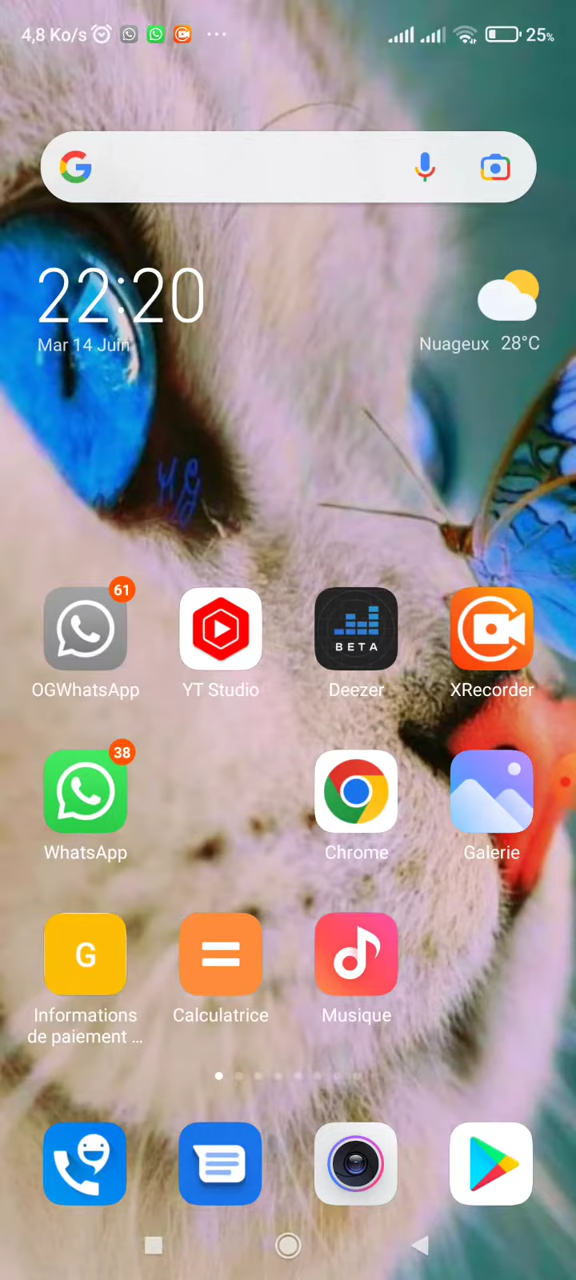 4,8 Ko/s 25%
22:20
Mar 14 Juin
Nuageux 28°C
61
BETA
OGWhatsApp YT Studio Deezer XRecorder
38
WhatsApp Chrome Galerie
G
Informations
de paiement ... Calculatrice Musique